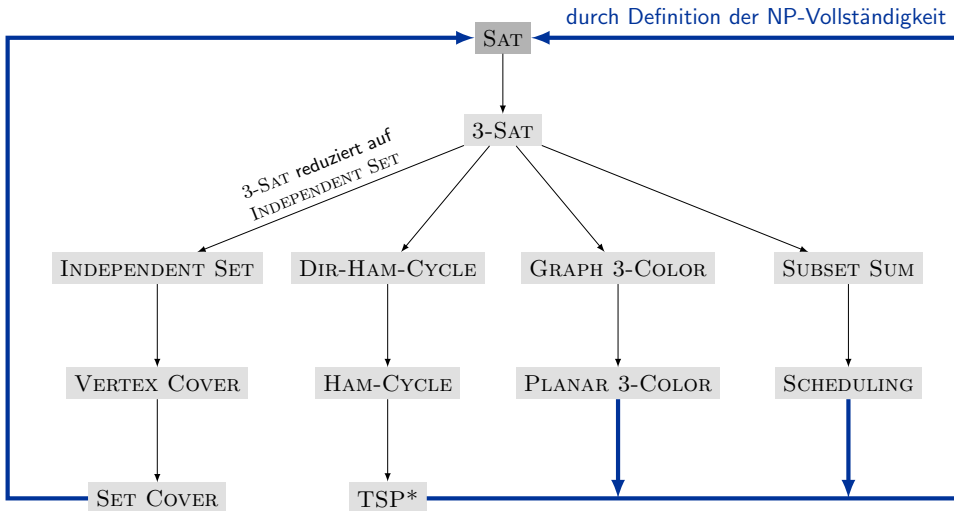 durch Definition der NP-Vollständigkeit
SAT
3-SAT
3-SAT reduziert auf
INDEPENDENT SET
INDEPENDENT SET
DIR-HAM-CYCLE
GRAPH 3-COLOR
SUBSET SUM
VERTEX COVER
HAM-CYCLE
PLANAR 3-COLOR
SCHEDULING
SET COVER
TSP*